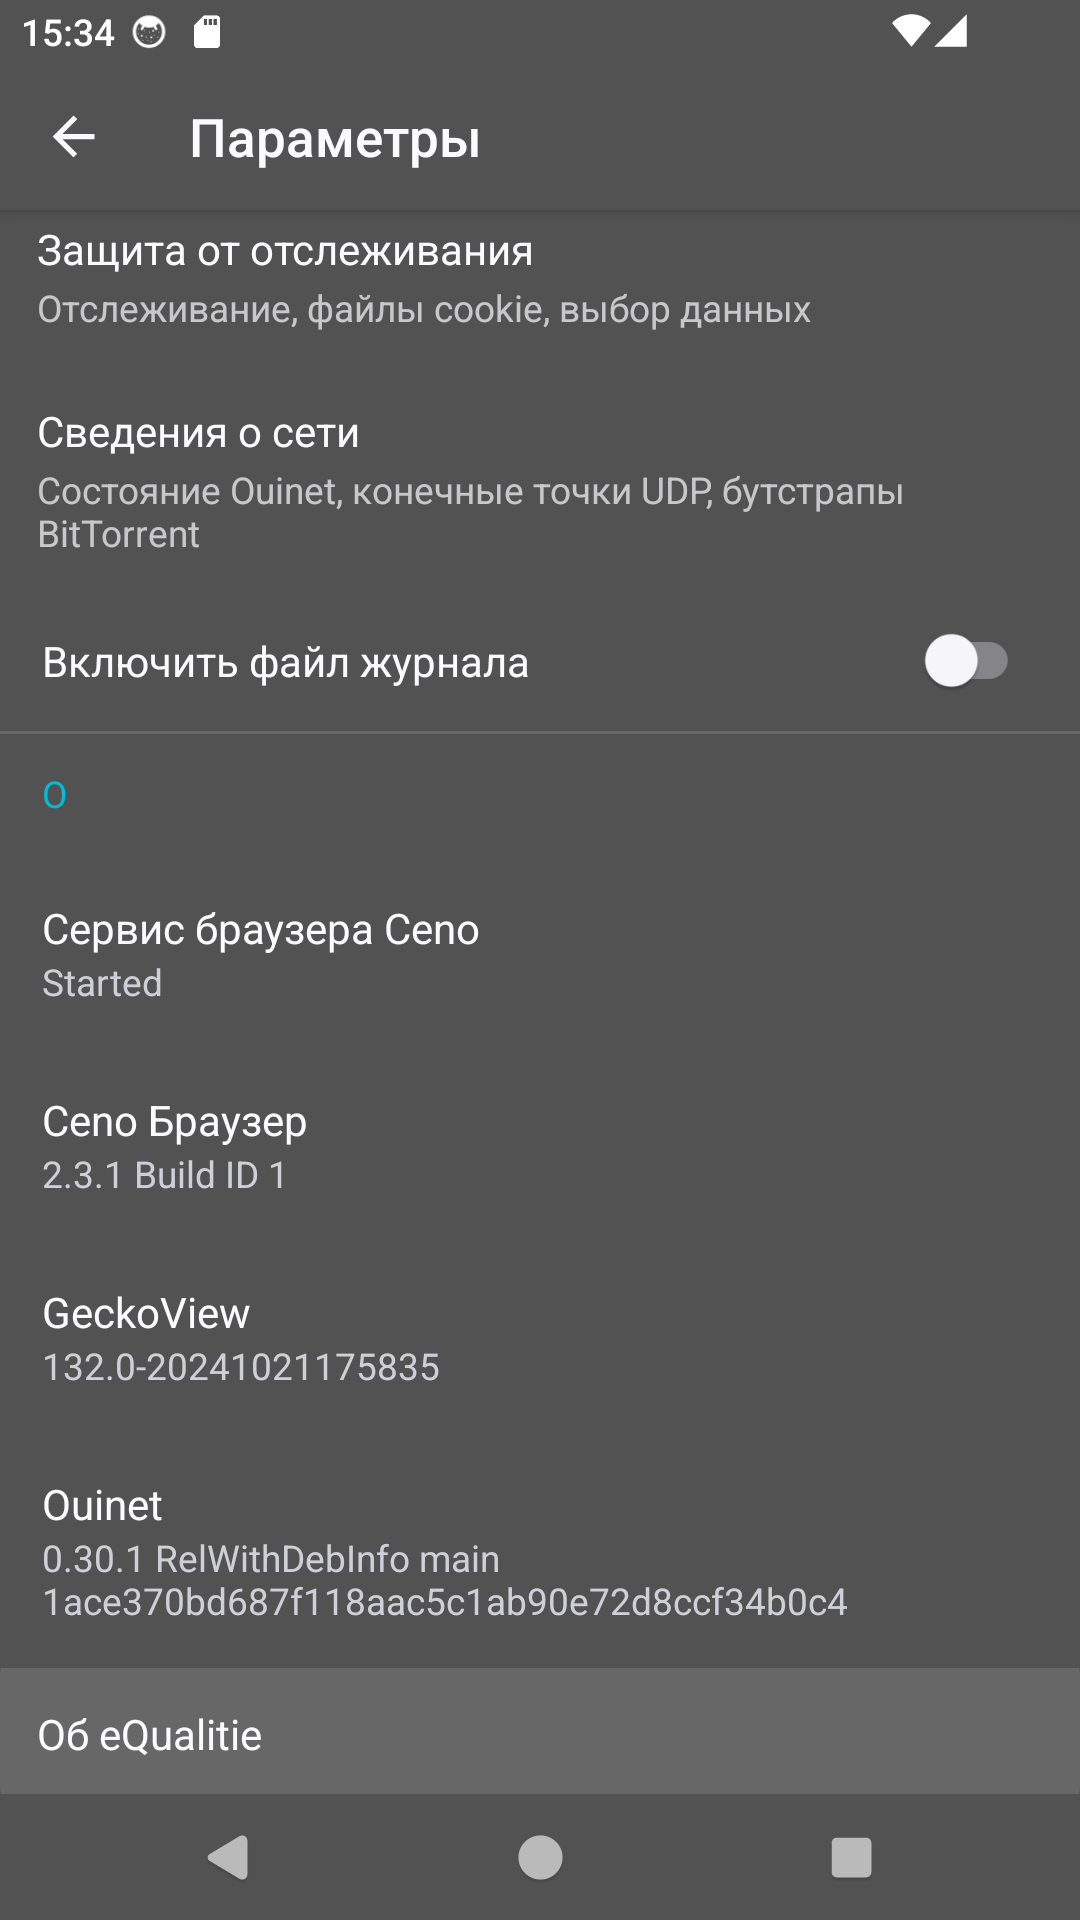 15:34
Параметры
Защита от отслеживания
Отслеживание, файлы cookie, выбор данных
Сведения о сети
Состояние Ouinet, конечные точки UDP, бутстрапы
BitTorrent
Включить файл журнала
О
Сервис браузера Ceno
Started
Ceno Браузер
2.3.1 Build ID 1
GeckoView
132.0-20241021175835
Ouinet
0.30.1 RelWithDebInfo main
1ace370bd687f118aac5c1ab90e72d8ccf34b0c4
Об eQualitie